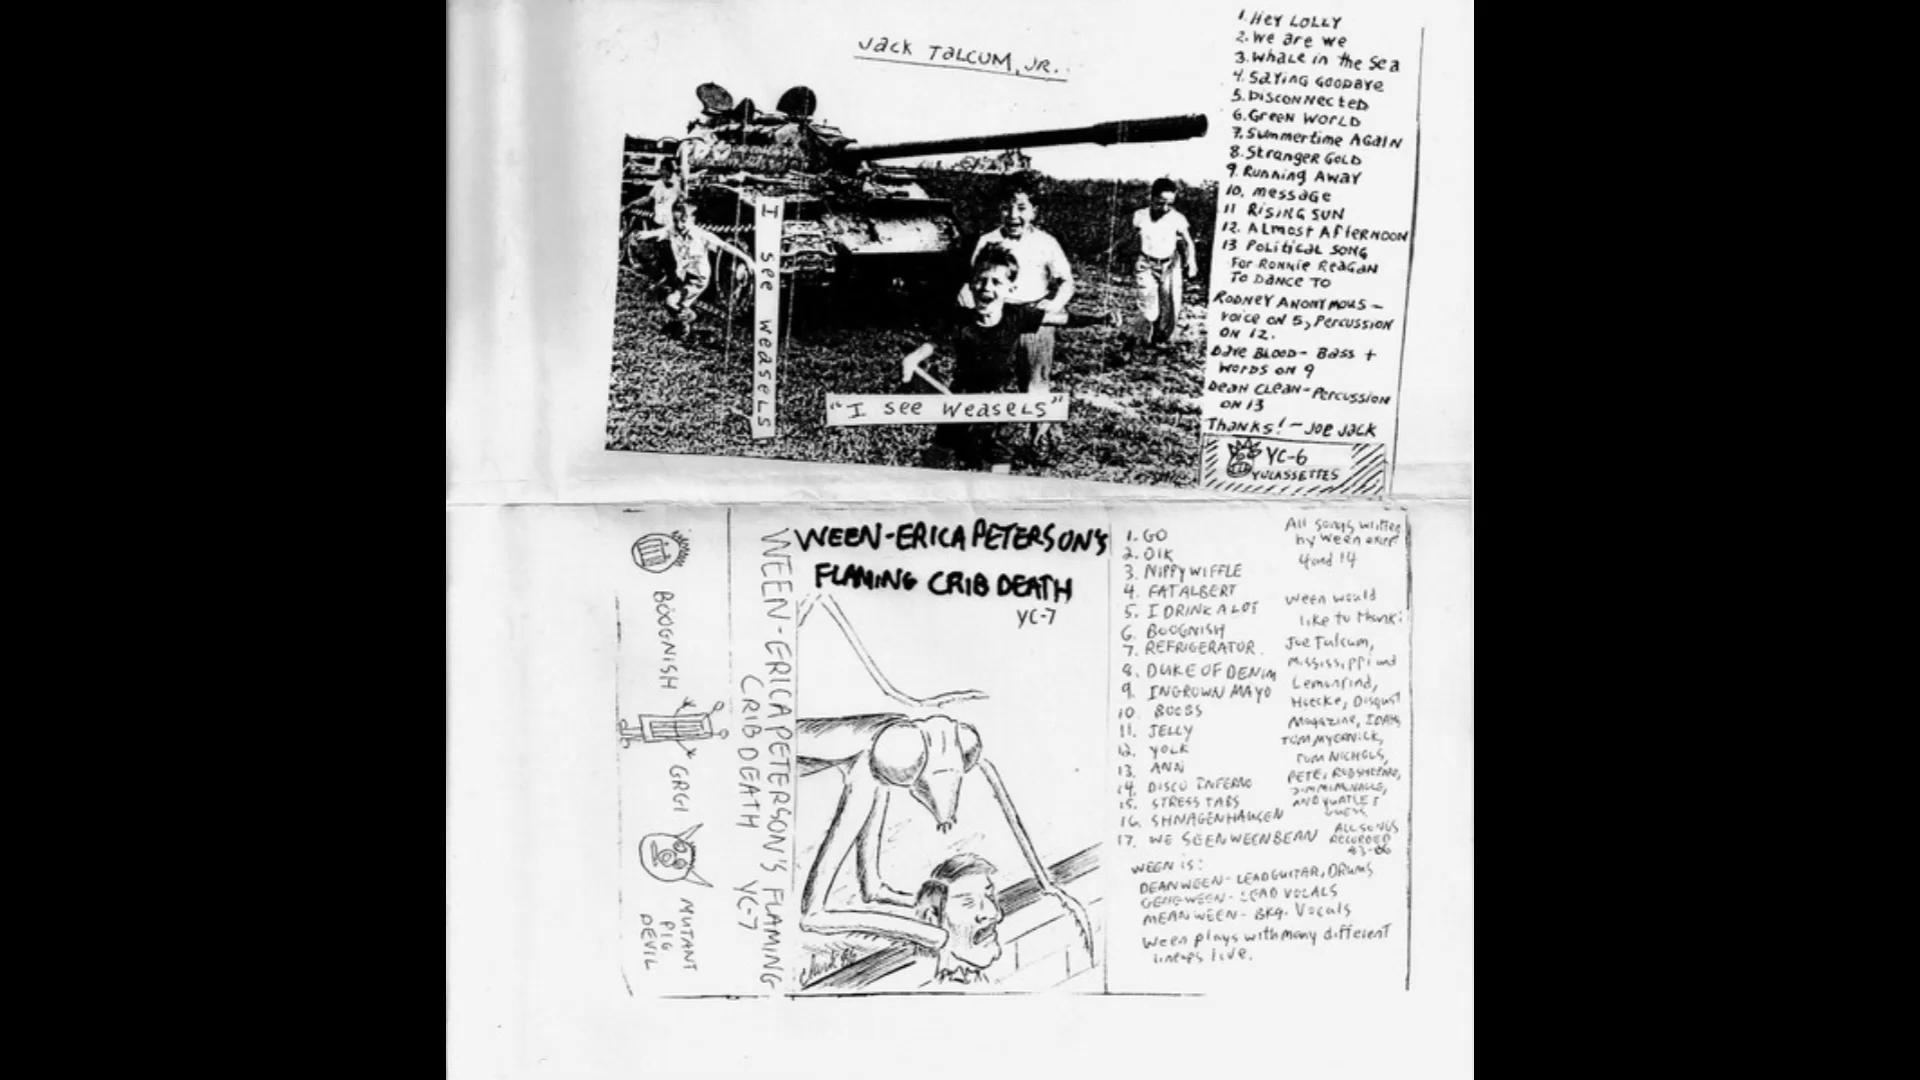 Jack Talcum, Jr.
I see weasels
"I see weasels"
1. Hey Lolly
2. We are we
3. Whale in the Sea
4. Saying Goodbye
5. Disconnected
6. Green World
7. Summertime Again
8. Stranger Gold
9. Running Away
10. Message
11 Rising Sun
12. Almost Afternoon
13 Political Song
For Ronnie Reagan
To Dance To
Rodney Anonymous -
voice on 5, Percussion
on 12.
Dave Blood - Bass +
words on 9
Dean Clean - Percussion
on 13
Thanks! - Joe Jack
YC-6
Yucassettes
BOOGNISH
GRGI
MUTANT
PIG
DEVIL
WEEN-ERICA PETERSON'S FLAMING
CRIB DEATH YC-7
WEEN-ERICA PETERSON'S
FLAMING CRIB DEATH
YC-7
1. GO
2. OIK
3. NIPPY WIFFLE
4. FAT ALBERT
5. I DRINK A LOT
6. BOOGNISH
7. REFRIGERATOR
8. DUKE OF DENIM
9. INGROWN MAYO
10. BOOBS
11. JELLY
12. YOLK
13. ANN
14. DISCO INFERNO
15. STRESS TABS
16. SHNAGENHAUSEN
17. WE SEEN WEEN BEAN
All songs written
by Ween except
4 and 14
Ween would
like to thank:
Joe Talcum,
Mississippi and
Lemonrind,
Hoecke, Disgust
Magazine,
TOM NICHOLS,
PETE,
ALL SONGS
RECORDED
WEEN is:
DEAN WEEN - LEAD GUITAR, DRUMS
GENE WEEN - LEAD VOCALS
MEAN WEEN - BKG. Vocals
Ween plays with many different
lineups live.